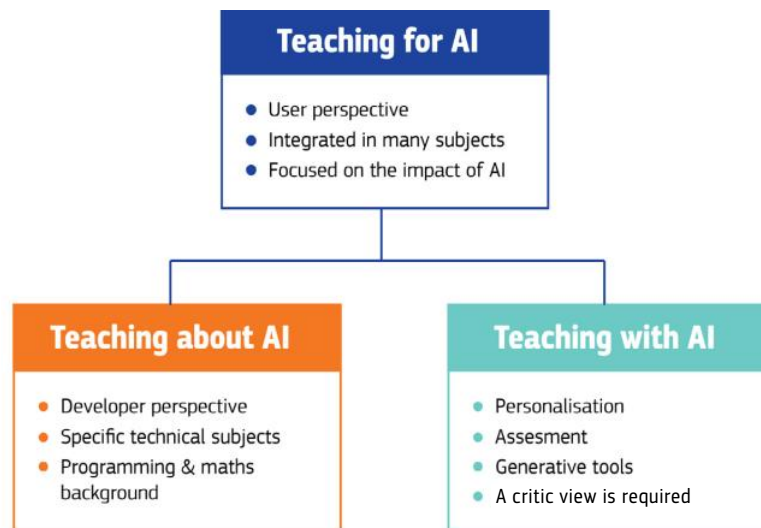 Teaching for AI
User perspective
Integrated in many subjects
Focused on the impact of AI
Teaching about AI
Developer perspective
Specific technical subjects
Programming & maths
background
Teaching with AI
Personalisation
Assesment
Generative tools
A critic view is required